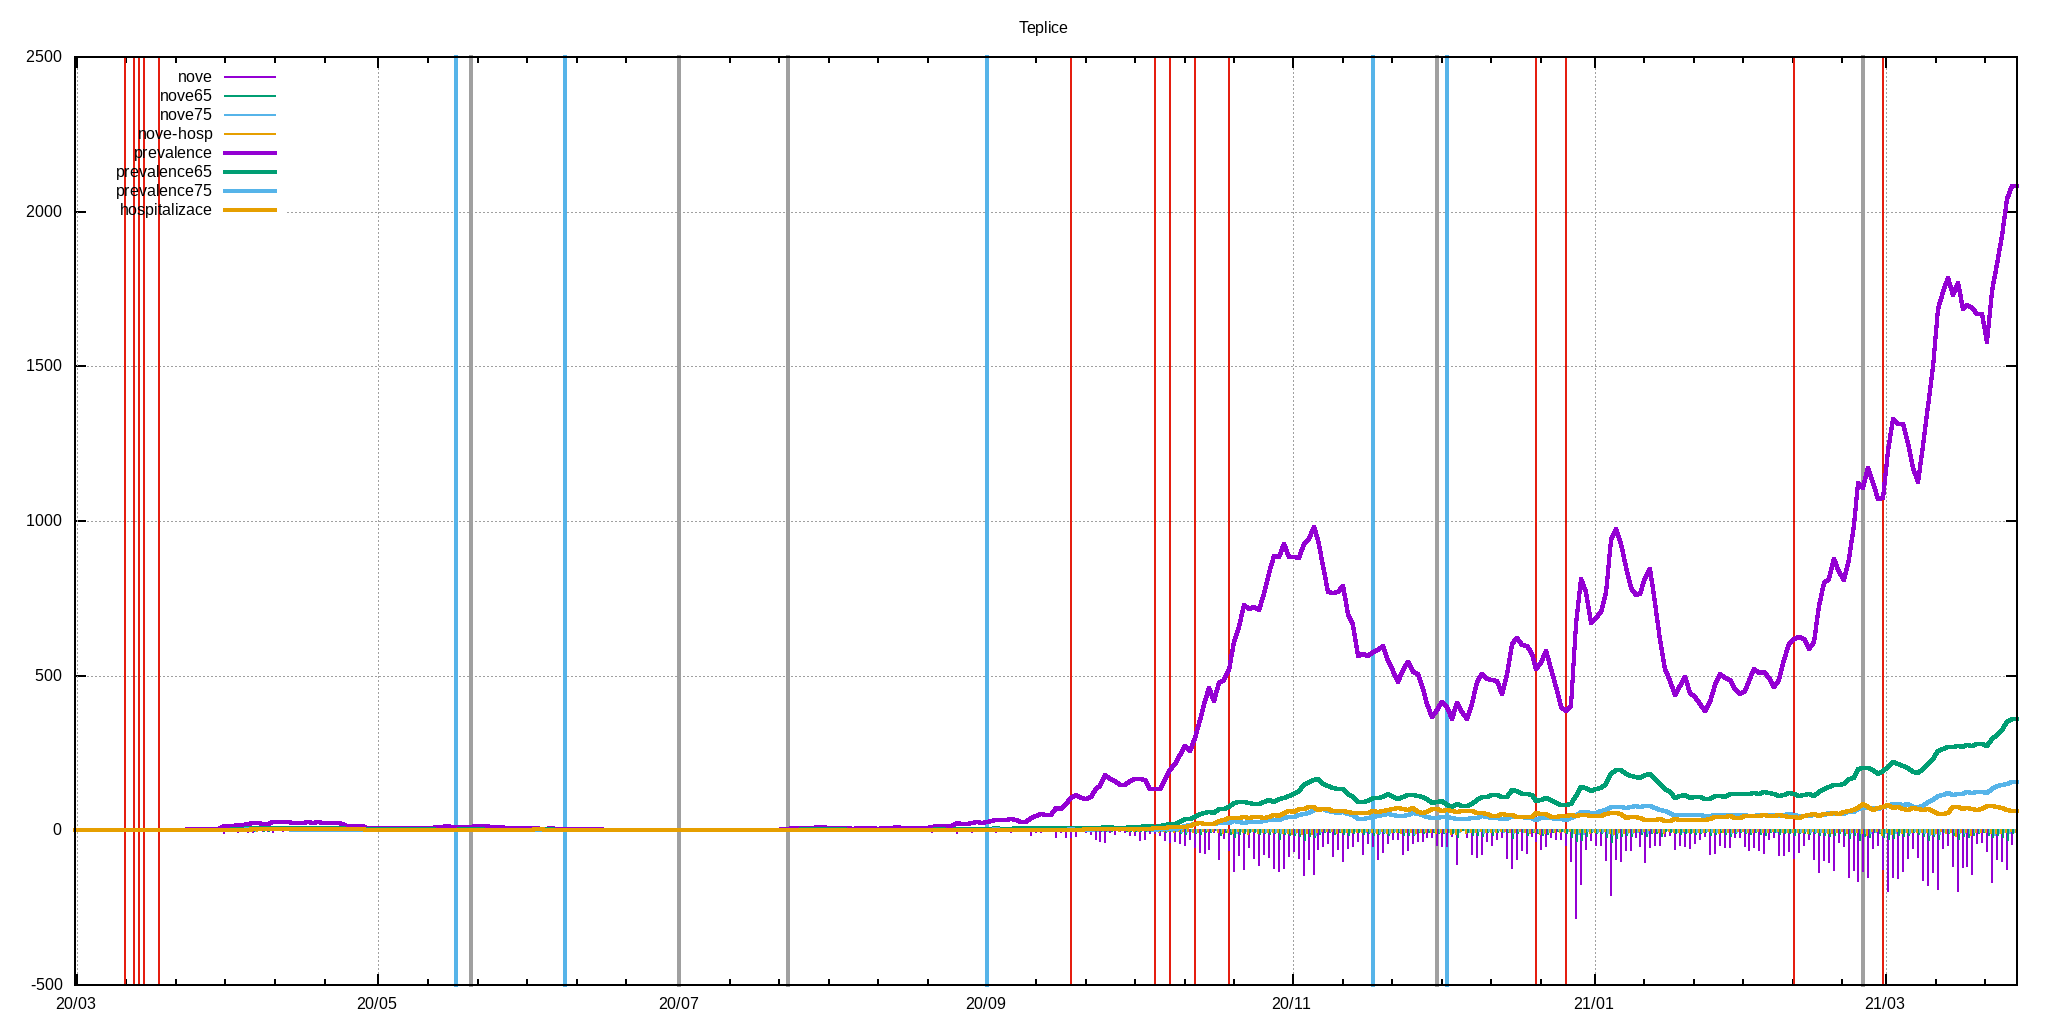 Teplice
2500
2000
1500
1000
500
0
-500
nove
nove65
nove75
nove-hosp
prevalence
prevalence65
prevalence75
hospitalizace
20/03
20/05
20/07
20/09
20/11
21/01
21/03